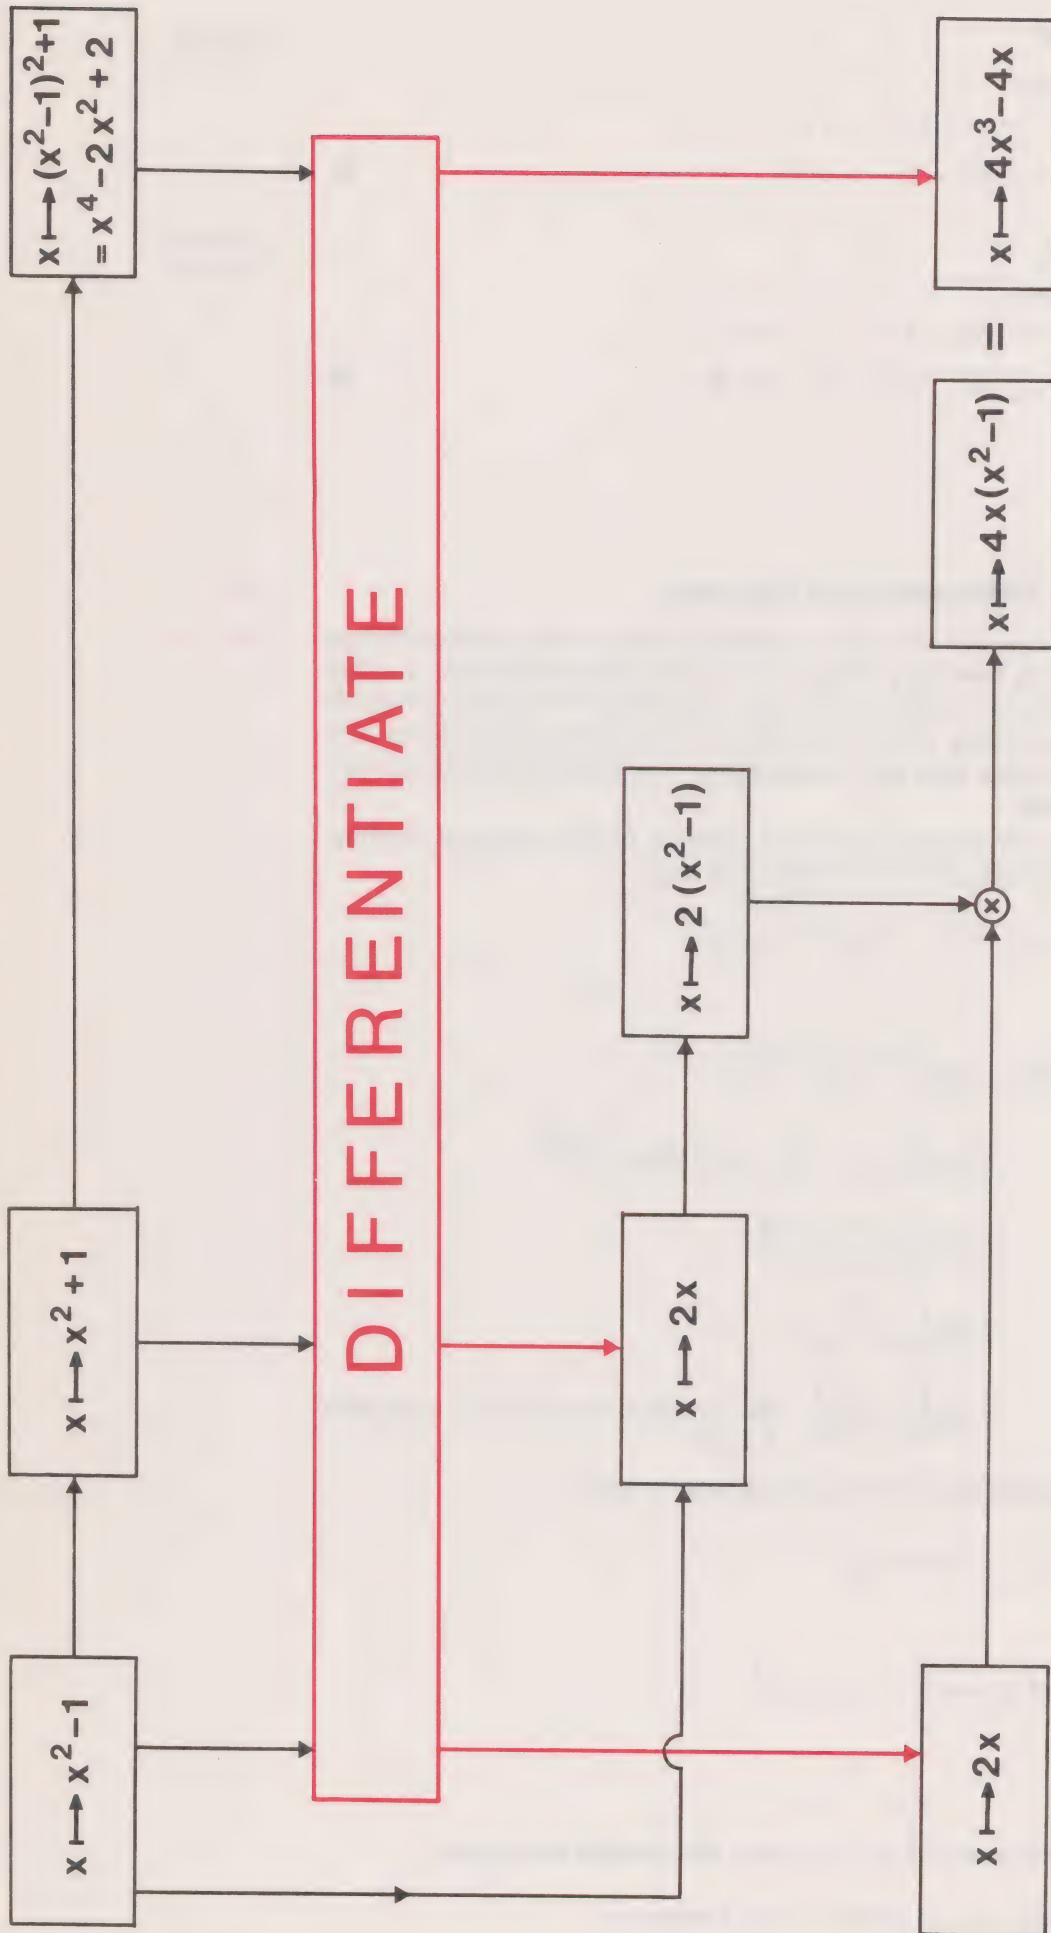 x ⟼ x² − 1
x ⟼ x² + 1
x ⟼ (x² − 1)² + 1
= x⁴ − 2x² + 2
DIFFERENTIATE
x ⟼ 2x
x ⟼ 2(x² − 1)
x ⟼ 2x
×
x ⟼ 4x(x² − 1)
=
x ⟼ 4x³ − 4x